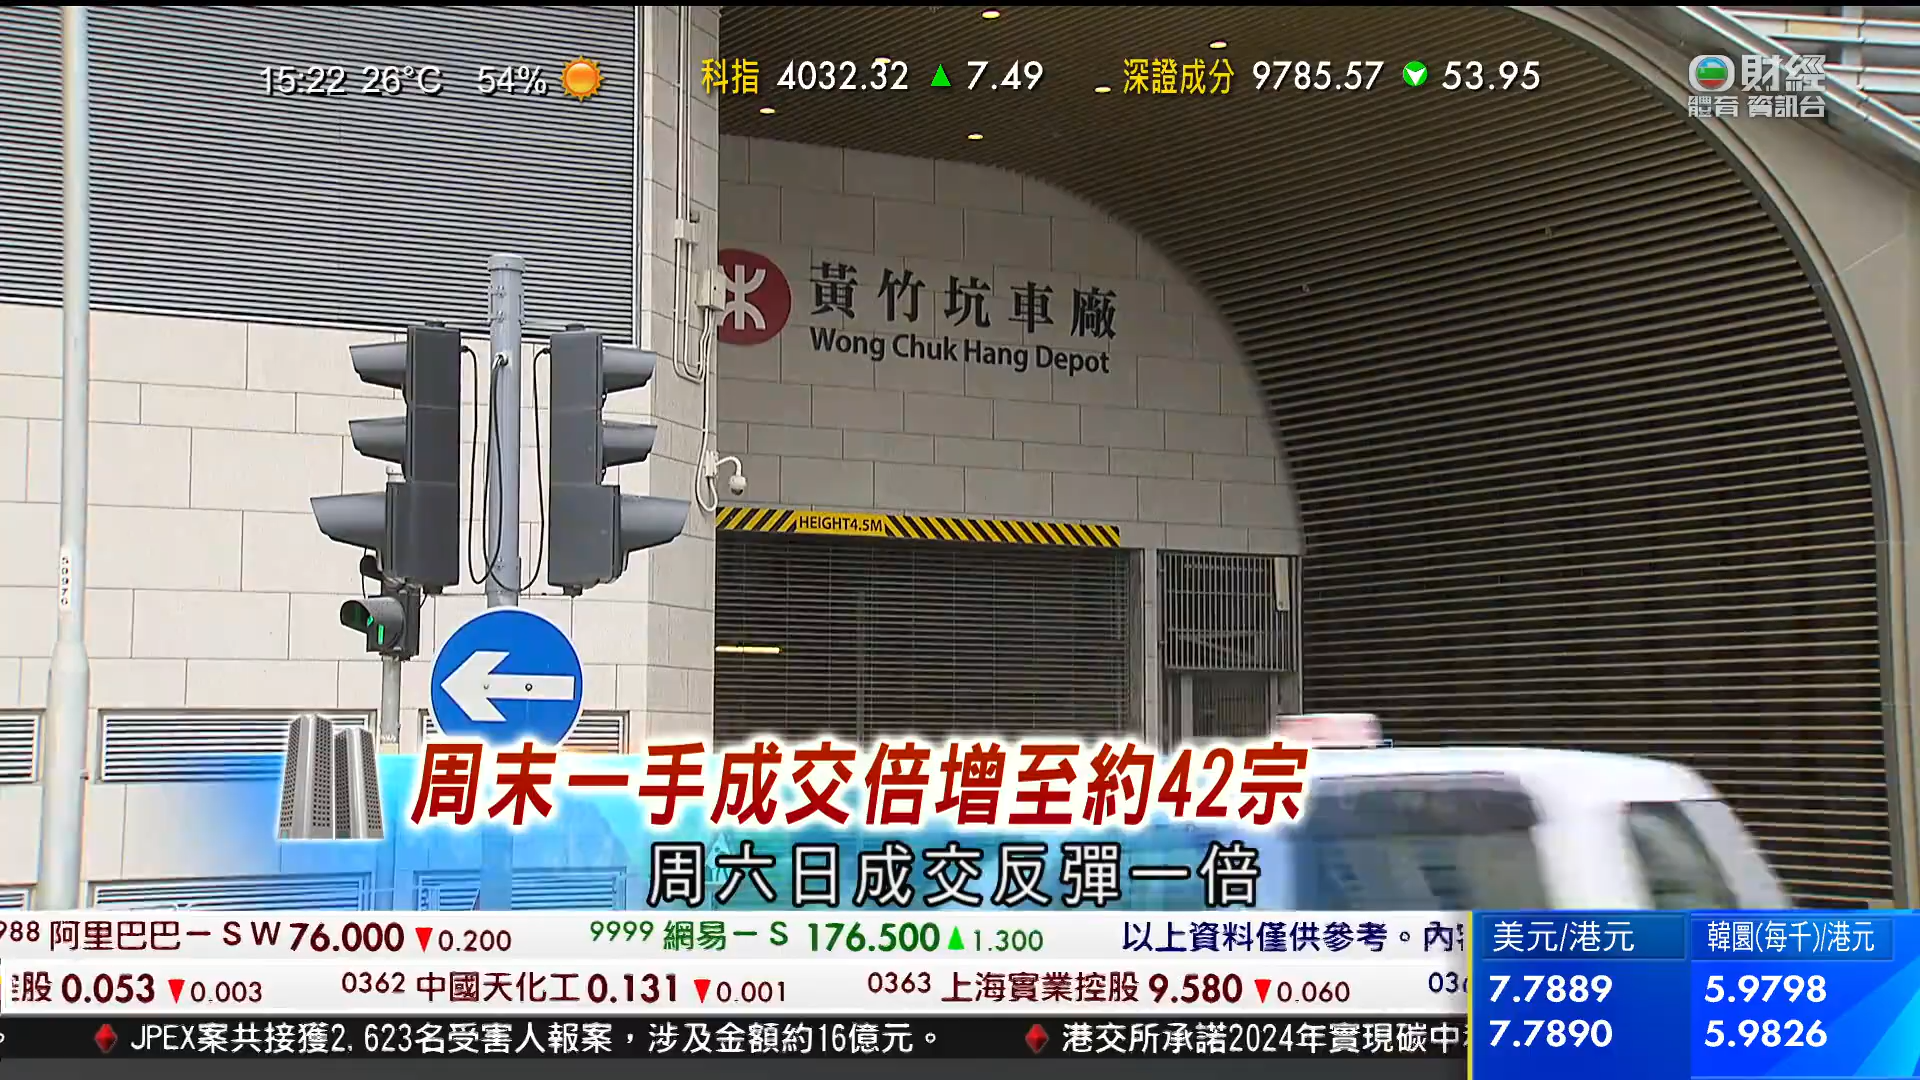 15:22 26°C 54%
科指 4032.32 ▲ 7.49
深證成分 9785.57 ▼ 53.95
財經
體育 資訊台
黃竹坑車廠
Wong Chuk Hang Depot
HEIGHT4.5M
周末一手成交倍增至約42宗
周六日成交反彈一倍
988 阿里巴巴－ＳＷ 76.000 ▼0.200 9999 網易－Ｓ 176.500 ▲1.300 以上資料僅供參考。內
控股 0.053 ▼0.003 0362 中國天化工 0.131 ▼0.001 0363 上海實業控股 9.580 ▼0.060 03
JPEX案共接獲2,623名受害人報案，涉及金額約16億元。 港交所承諾2024年實現碳中
美元/港元
7.7889
7.7890
韓圜(每千)/港元
5.9798
5.9826